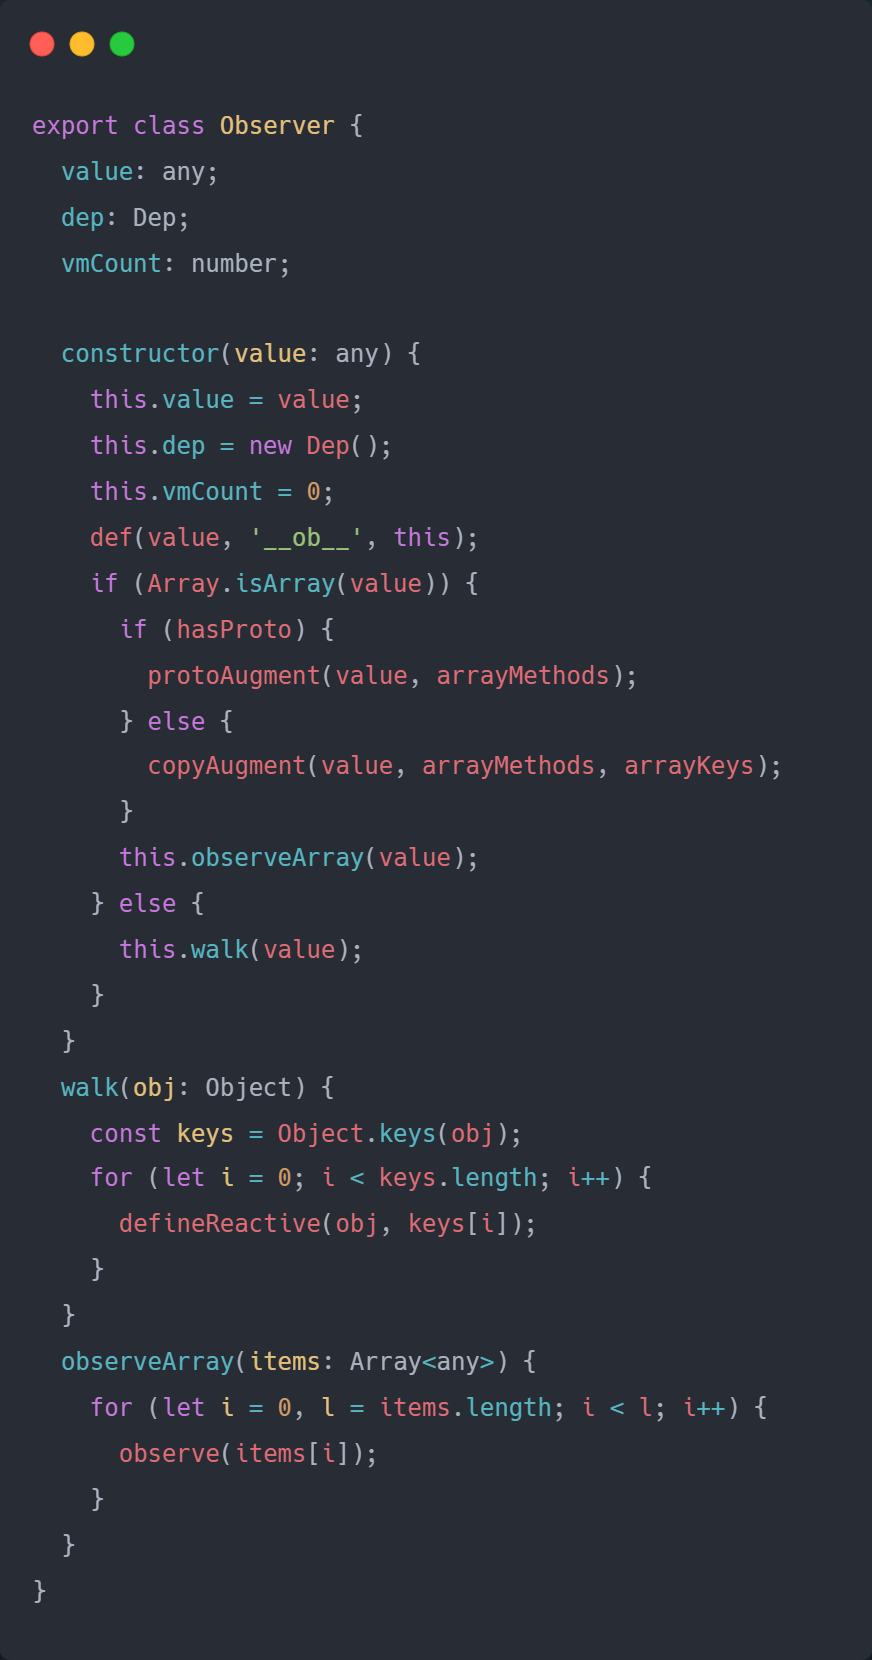 export class Observer {
  value: any;
  dep: Dep;
  vmCount: number;

  constructor(value: any) {
    this.value = value;
    this.dep = new Dep();
    this.vmCount = 0;
    def(value, '__ob__', this);
    if (Array.isArray(value)) {
      if (hasProto) {
        protoAugment(value, arrayMethods);
      } else {
        copyAugment(value, arrayMethods, arrayKeys);
      }
      this.observeArray(value);
    } else {
      this.walk(value);
    }
  }
  walk(obj: Object) {
    const keys = Object.keys(obj);
    for (let i = 0; i < keys.length; i++) {
      defineReactive(obj, keys[i]);
    }
  }
  observeArray(items: Array<any>) {
    for (let i = 0, l = items.length; i < l; i++) {
      observe(items[i]);
    }
  }
}